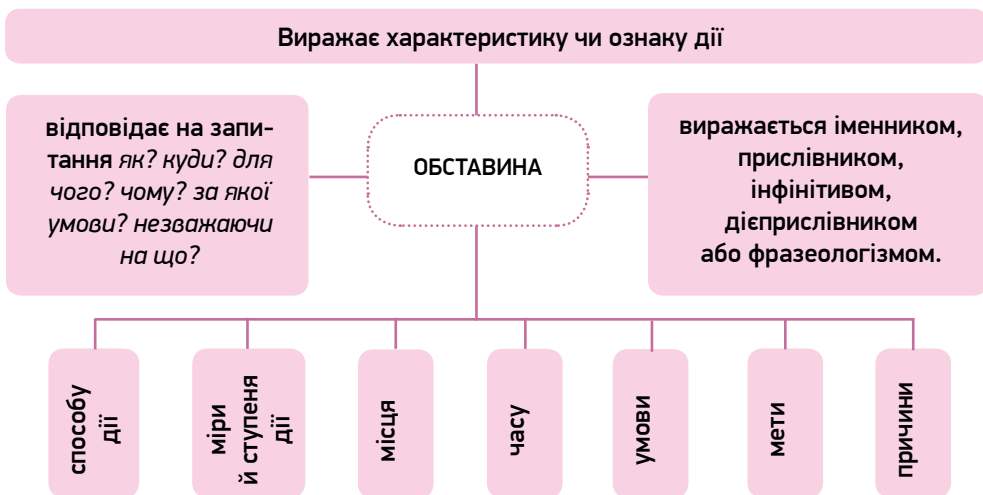 Виражає характеристику чи ознаку дії
відповідає на запи-
тання як? куди? для
чого? чому? за якої
умови? незважаючи
на що?
ОБСТАВИНА
виражається іменником,
прислівником,
інфінітивом,
дієприслівником
або фразеологізмом.
способу
дії
міри
й ступеня
дії
місця
часу
умови
мети
причини